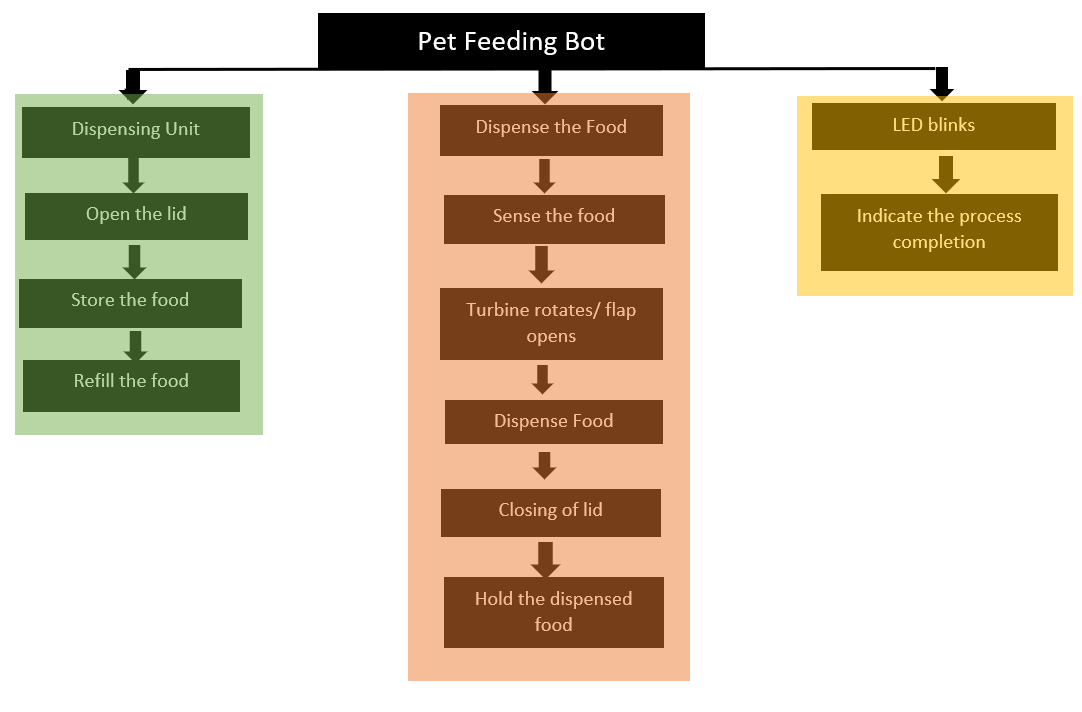 Pet Feeding Bot
Dispensing Unit
Open the lid
Store the food
Refill the food
Dispense the Food
Sense the food
Turbine rotates/ flap
opens
Dispense Food
Closing of lid
Hold the dispensed
food
LED blinks
Indicate the process
completion